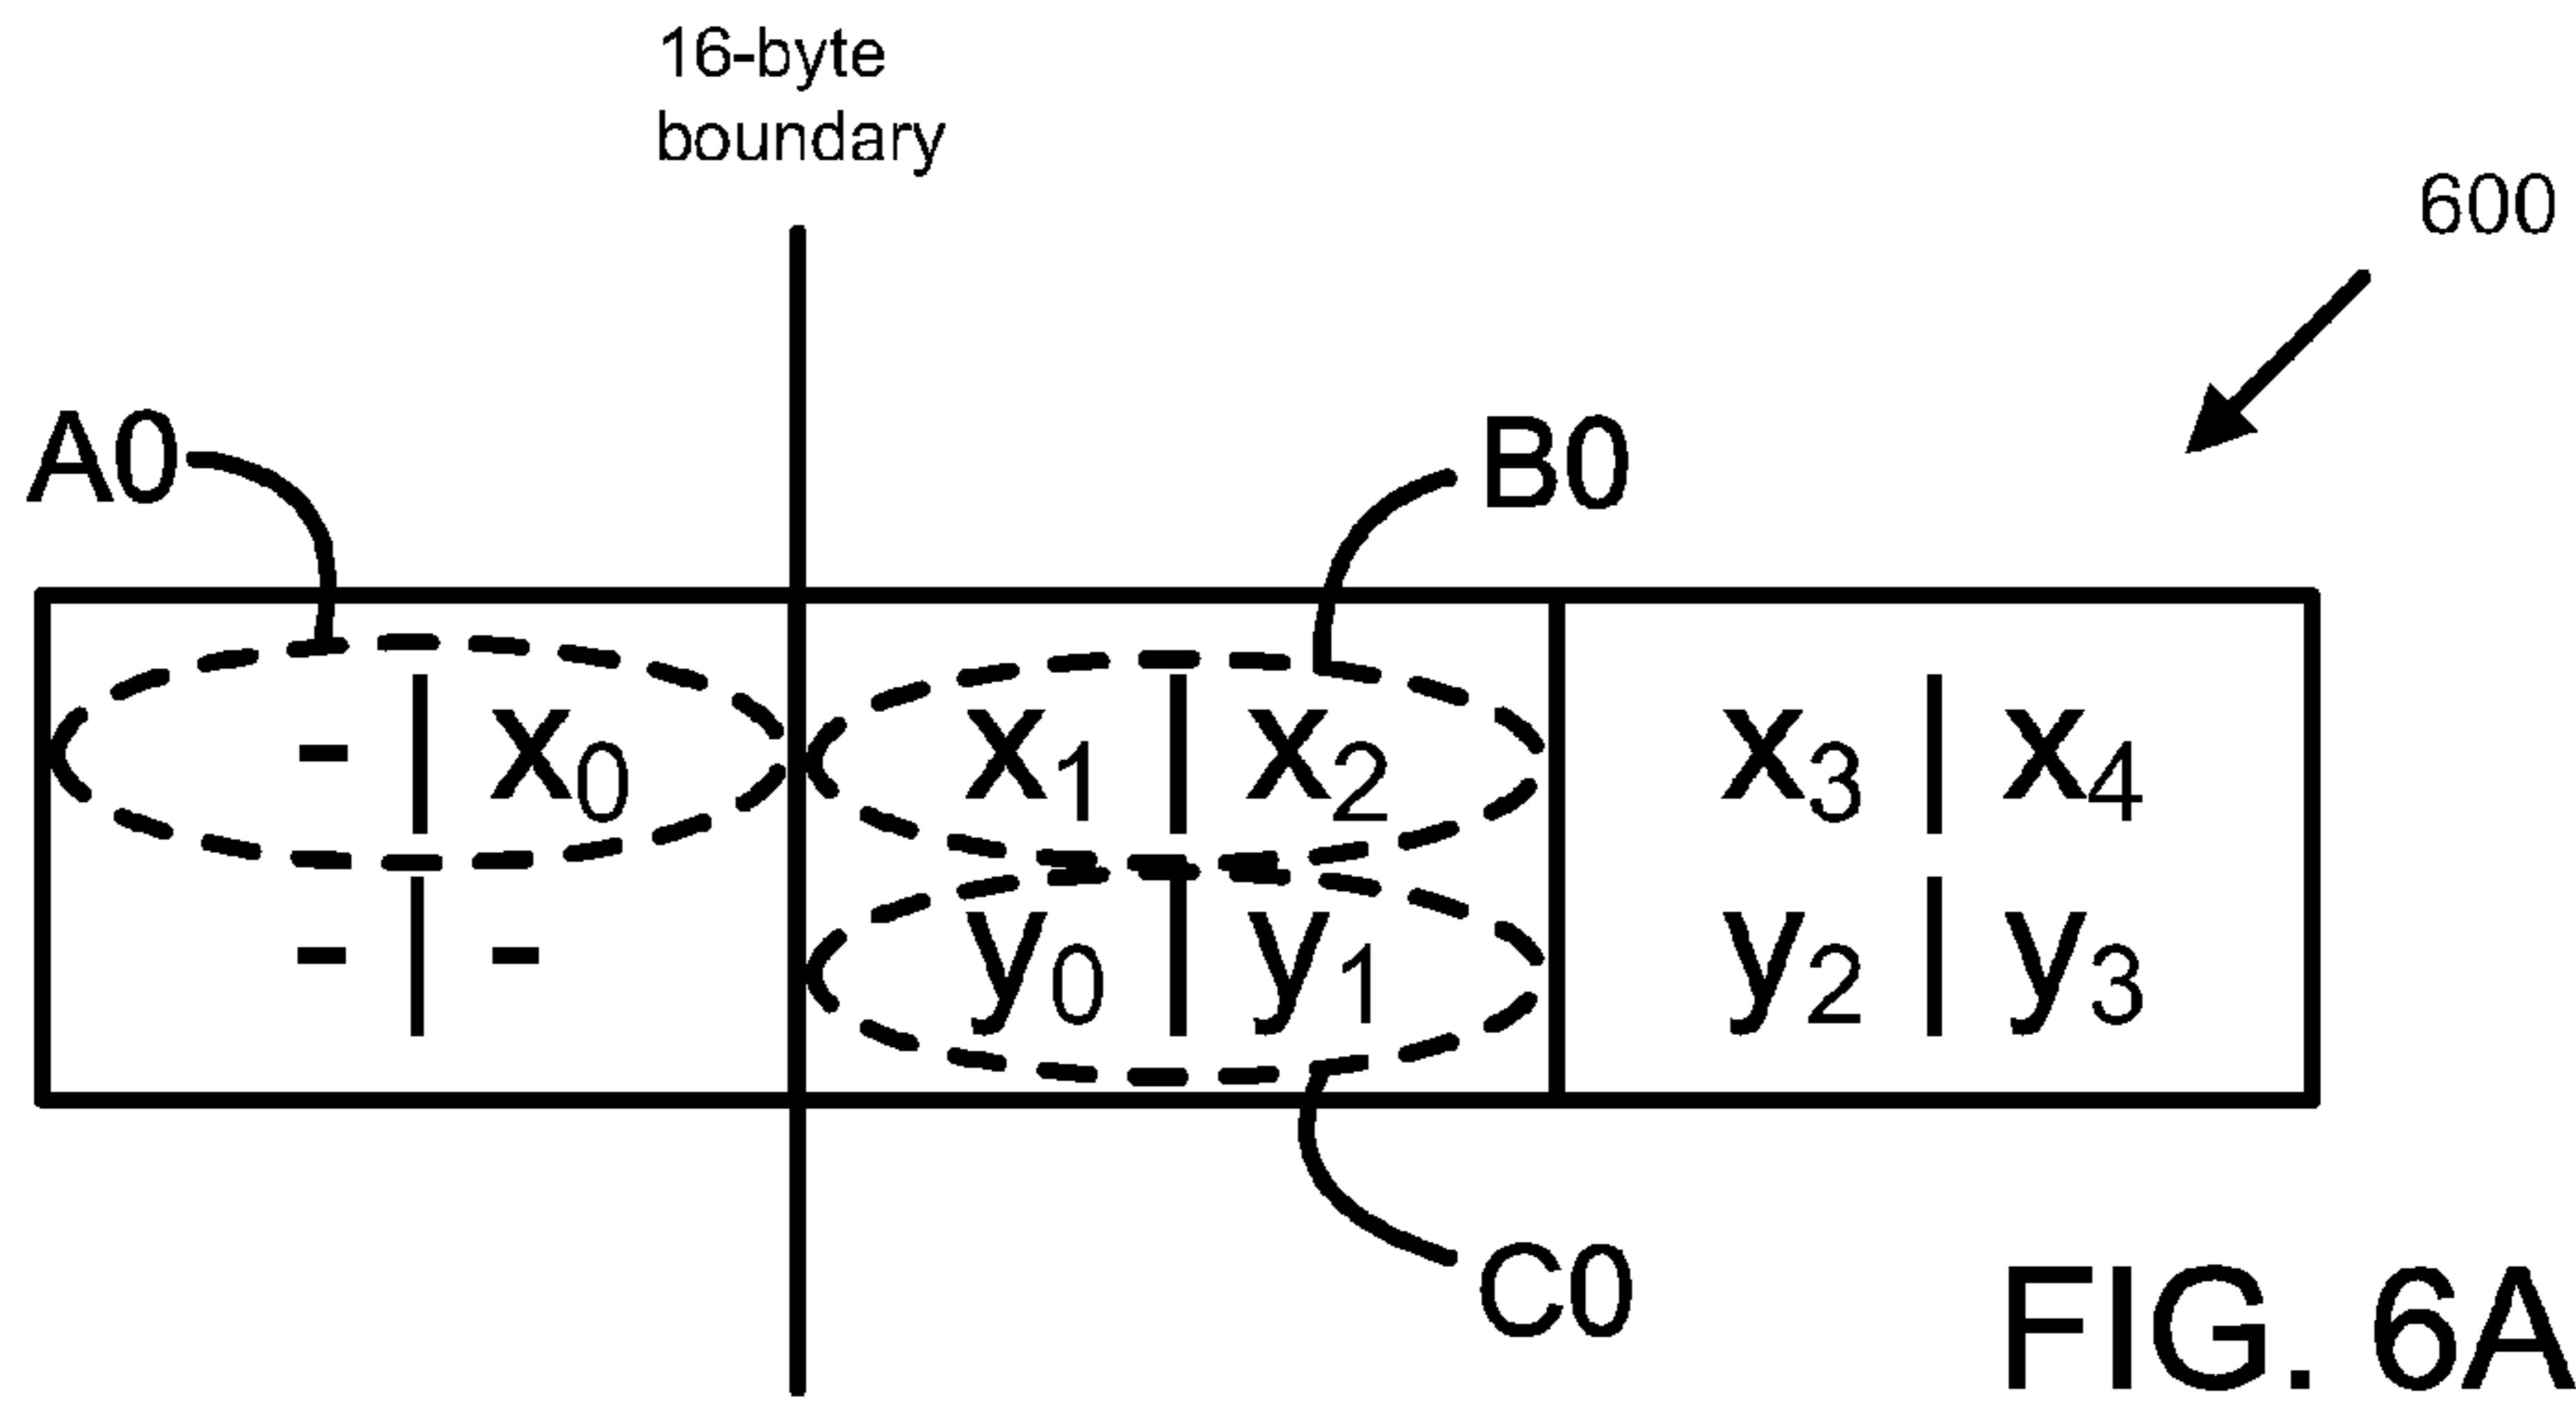 16-byte
boundary
600
A0
B0
- | x₀ x₁ | x₂ x₃ | x₄
- | - y₀ | y₁ y₂ | y₃
C0
FIG. 6A